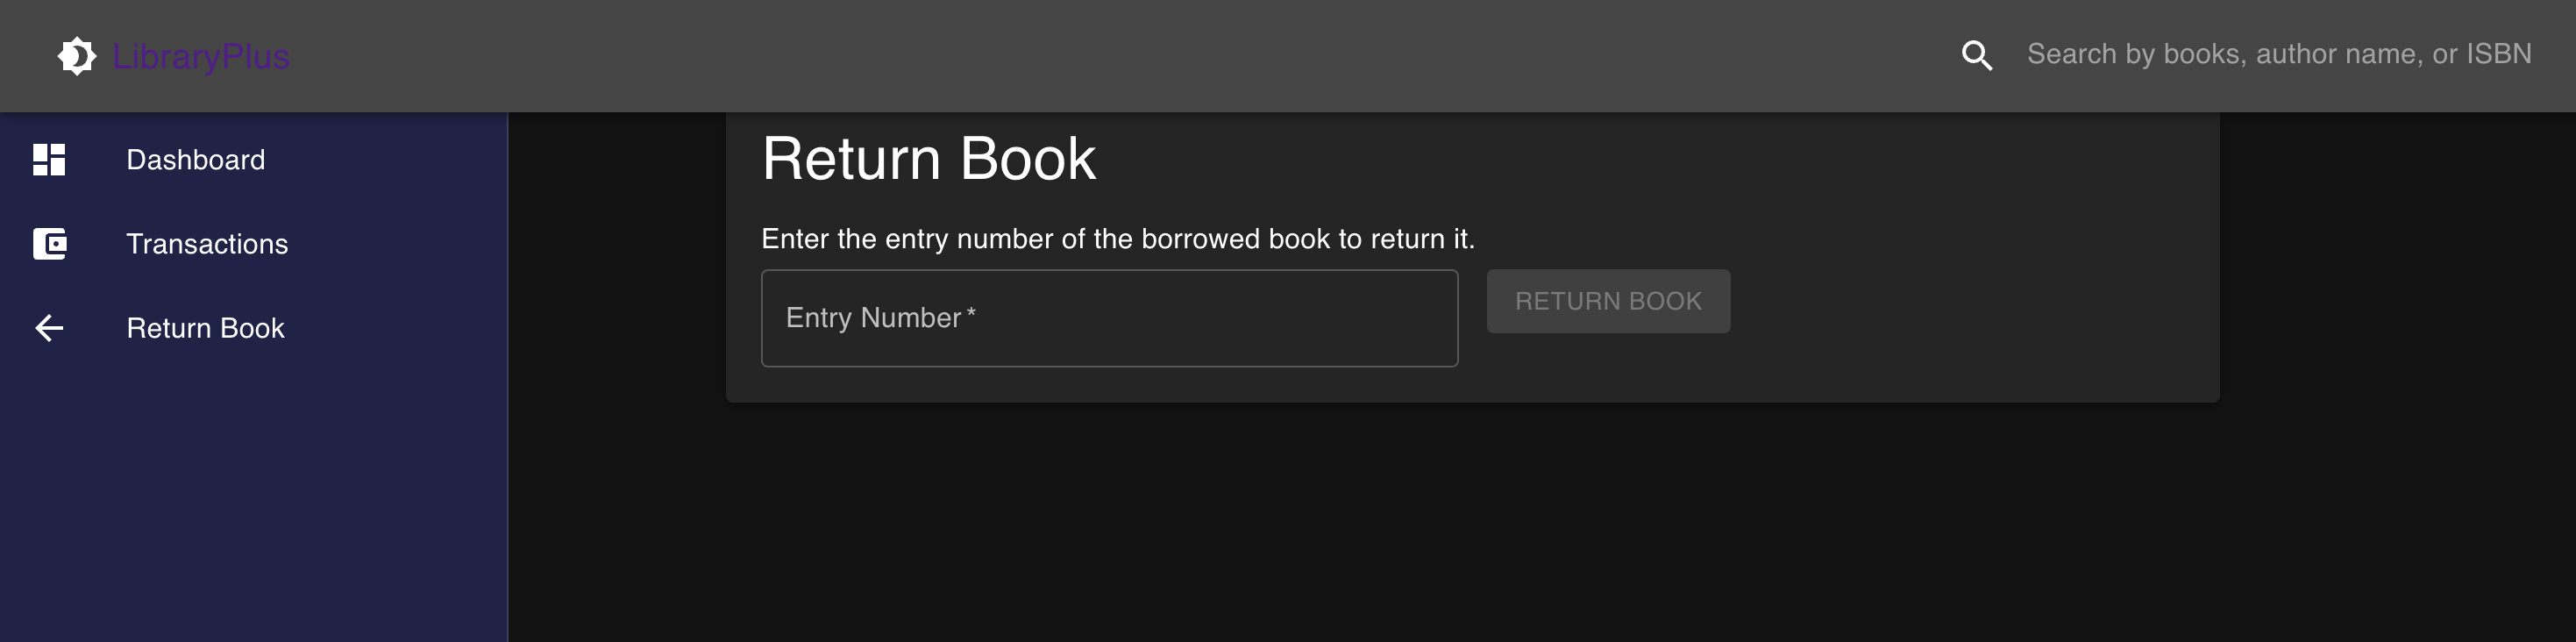 LibraryPlus
Search by books, author name, or ISBN
Dashboard
Transactions
Return Book
Return Book
Enter the entry number of the borrowed book to return it.
Entry Number *
RETURN BOOK